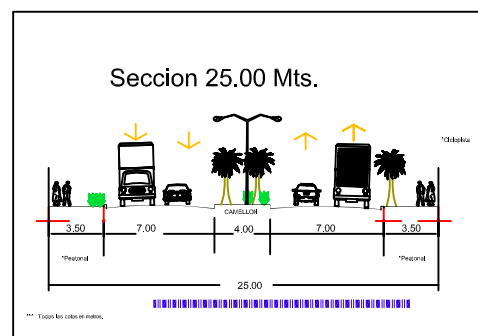 Seccion 25.00 Mts.
*Ciclopista
CAMELLON
3.50 7.00 4.00 7.00 3.50
*Peatonal *Peatonal
25.00
*** Todas las cotas en metros.